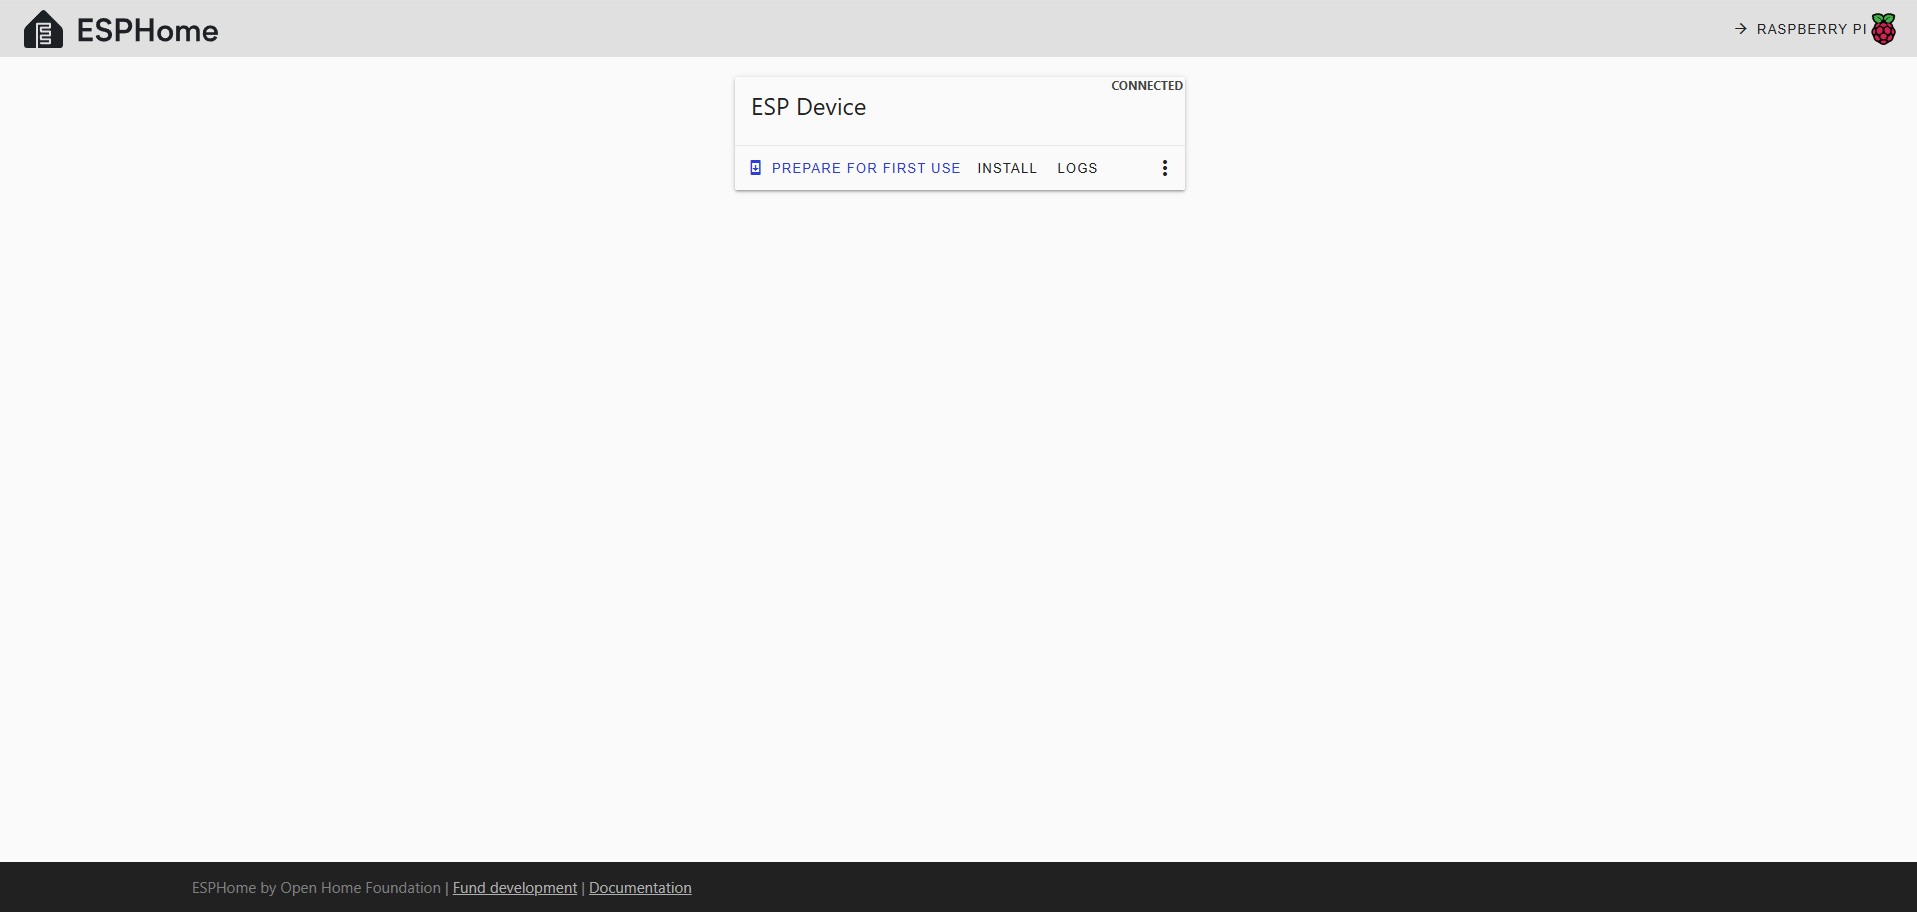 ESPHome
RASPBERRY PI
CONNECTED
ESP Device
PREPARE FOR FIRST USE INSTALL LOGS
ESPHome by Open Home Foundation | Fund development | Documentation